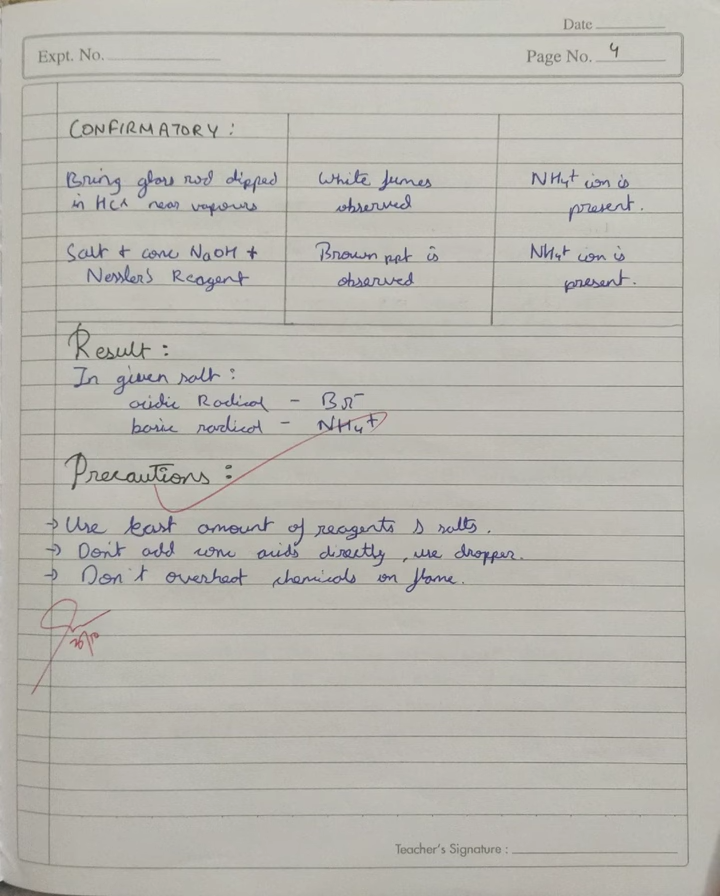 Date
Expt. No.
Page No. 4
CONFIRMATORY :
Bring glass rod dipped in HCl near vapours
White fumes observed
NH4+ ion is present.
Salt + conc NaOH + Nessler's Reagent
Brown ppt is observed
NH4+ ion is present.
Result :
In given salt :
acidic Radical - Br-
basic radical - NH4+
Precautions :
→ Use least amount of reagents & salts.
→ Don't add conc acids directly, use dropper.
→ Don't overheat chemicals on flame.
Teacher's Signature :